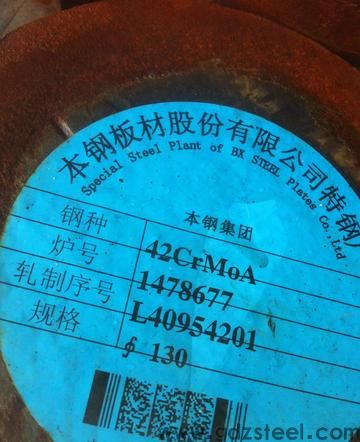 本钢板材股份有限公司特钢
Special Steel Plant of BX STEEL Plates Co.,Ltd
本钢集团
钢种 42CrMoA
炉号 1478677
轧制序号 L40954201
规格 ∮ 130
www.gdzsteel.com